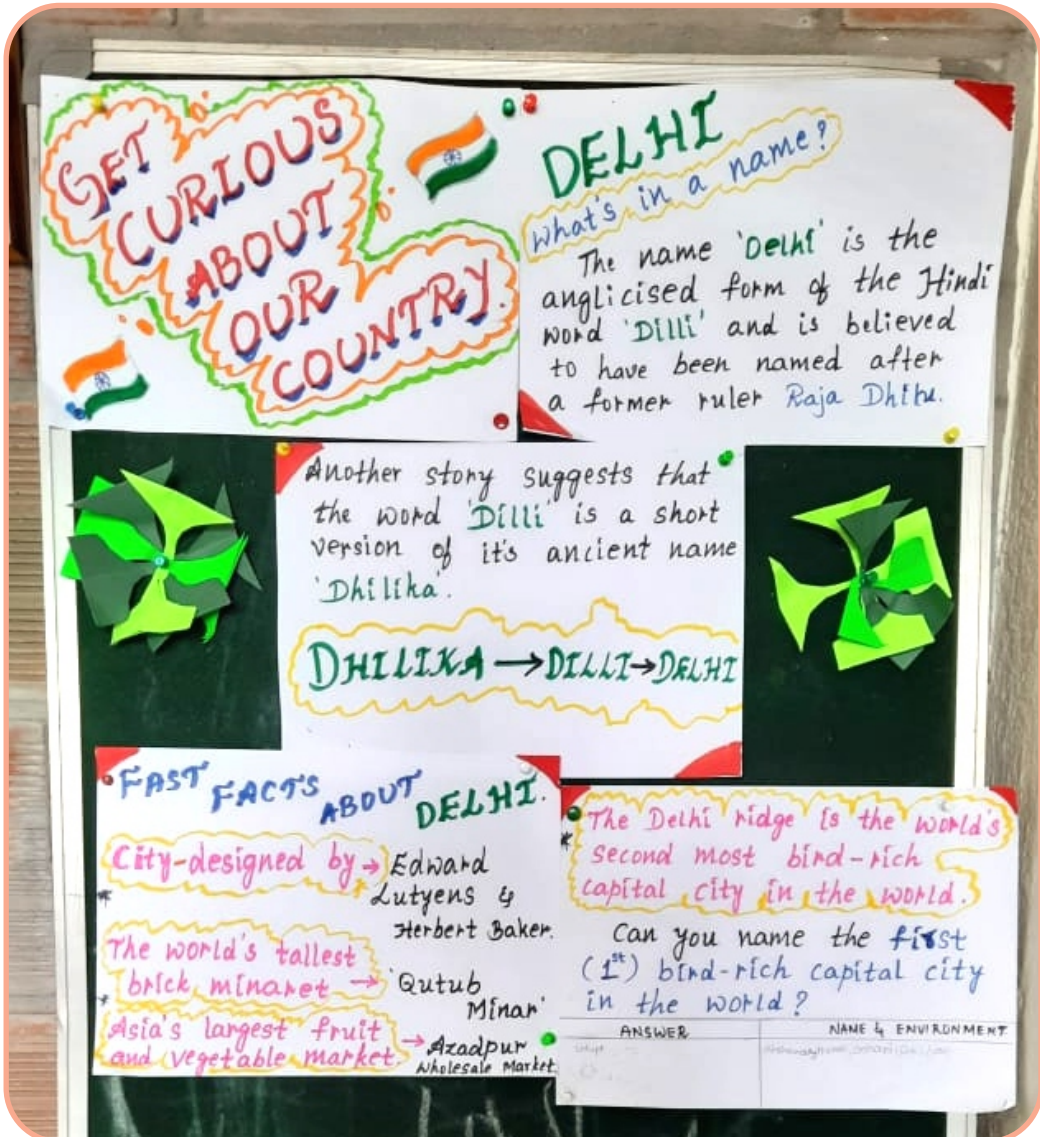 GET
CURIOUS
ABOUT
OUR
COUNTRY.
DELHI
What's in a name?
The name 'Delhi' is the
anglicised form of the Hindi
word 'Dilli' and is believed
to have been named after
a former ruler Raja Dhilu.
Another story suggests that
the word 'Dilli' is a short
version of it's ancient name
'Dhilika'.
DHILIKA → DILLI → DELHI
FAST FACTS ABOUT DELHI.
City-designed by → Edward
Lutyens &
Herbert Baker.
The world's tallest
brick minaret → 'Qutub
Minar'
Asia's largest fruit
and vegetable market. → Azadpur
Wholesale Market.
* The Delhi ridge is the world's
second most bird-rich
capital city in the world.
Can you name the first
(1st) bird-rich capital city
in the world?
ANSWER
NAME & ENVIRONMENT